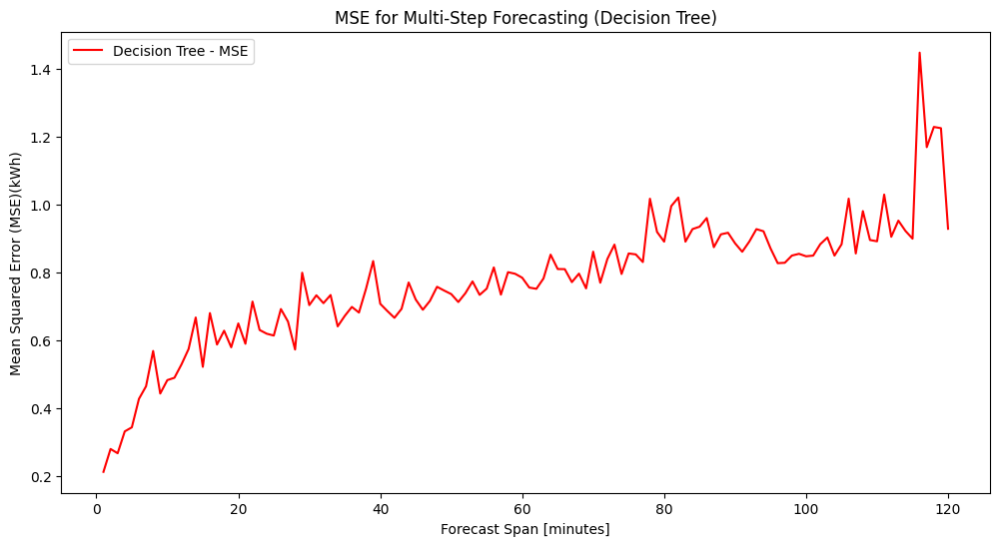 MSE for Multi-Step Forecasting (Decision Tree)
Decision Tree - MSE
Mean Squared Error (MSE)(kWh)
1.4
1.2
1.0
0.8
0.6
0.4
0.2
0 20 40 60 80 100 120
Forecast Span [minutes]